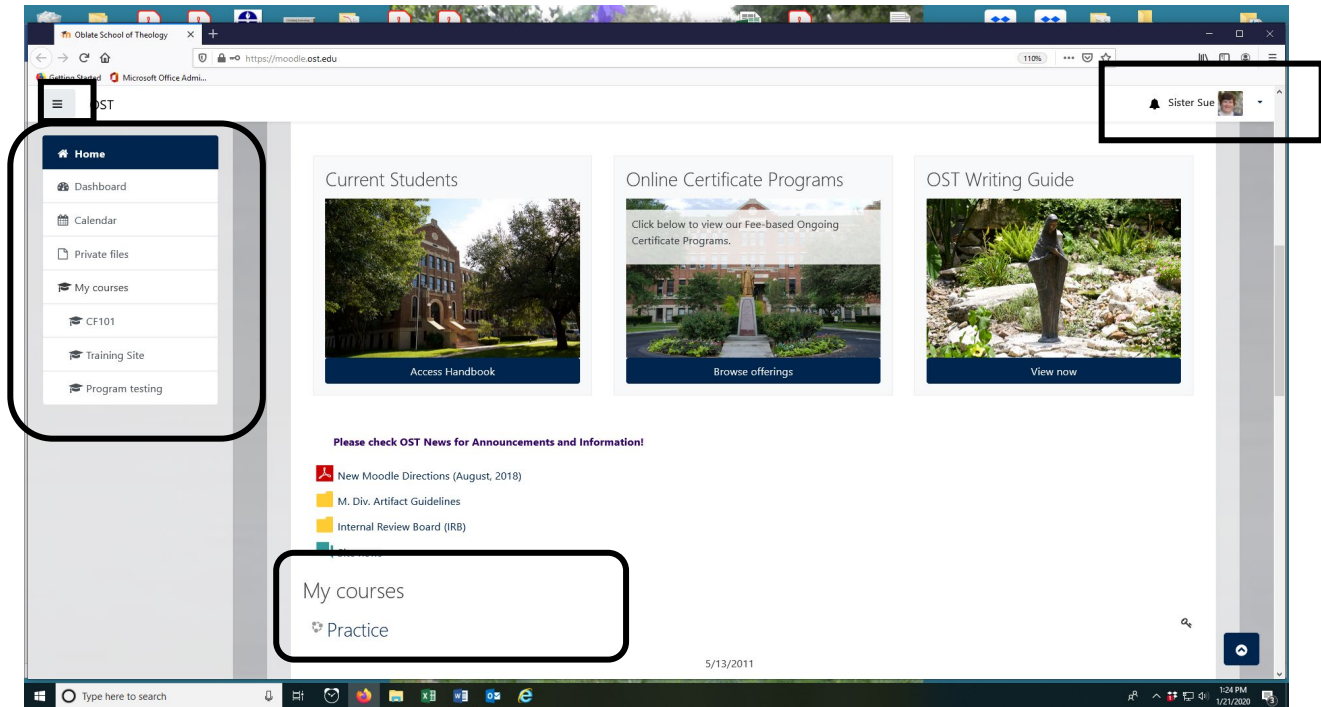 Oblate School of Theology
https://moodle.ost.edu
110%
Getting Started
Microsoft Office Admi...
OST
Sister Sue
Home
Dashboard
Calendar
Private files
My courses
CF101
Training Site
Program testing
Current Students
Access Handbook
Online Certificate Programs
Click below to view our Fee-based Ongoing
Certificate Programs.
Browse offerings
OST Writing Guide
View now
Please check OST News for Announcements and Information!
New Moodle Directions (August, 2018)
M. Div. Artifact Guidelines
Internal Review Board (IRB)
My courses
Practice
5/13/2011
Type here to search
1:24 PM
1/21/2020
3